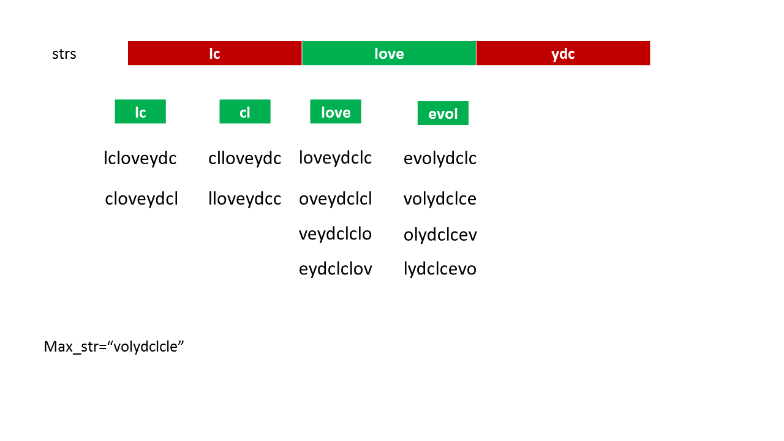 strs lc love ydc
lc cl love evol
lcloveydc clloveydc loveydclc evolydclc
cloveydcl lloveydcc oveydclcl volydclce
veydclclo olydclcev
eydclclov lydclcevo
Max_str=“volydclcle”